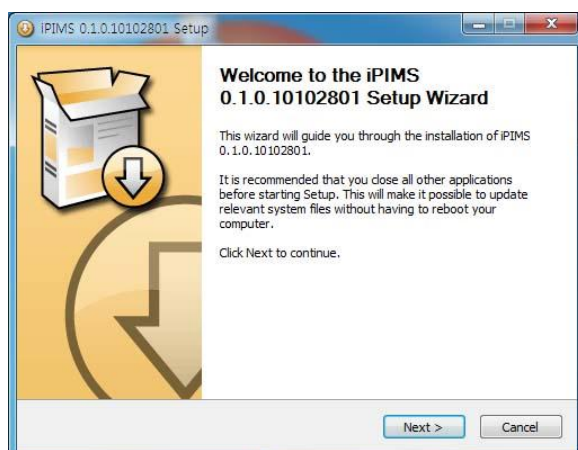 iPIMS 0.1.0.10102801 Setup
Welcome to the iPIMS
0.1.0.10102801 Setup Wizard
This wizard will guide you through the installation of iPIMS
0.1.0.10102801.
It is recommended that you close all other applications
before starting Setup. This will make it possible to update
relevant system files without having to reboot your
computer.
Click Next to continue.
Next >
Cancel